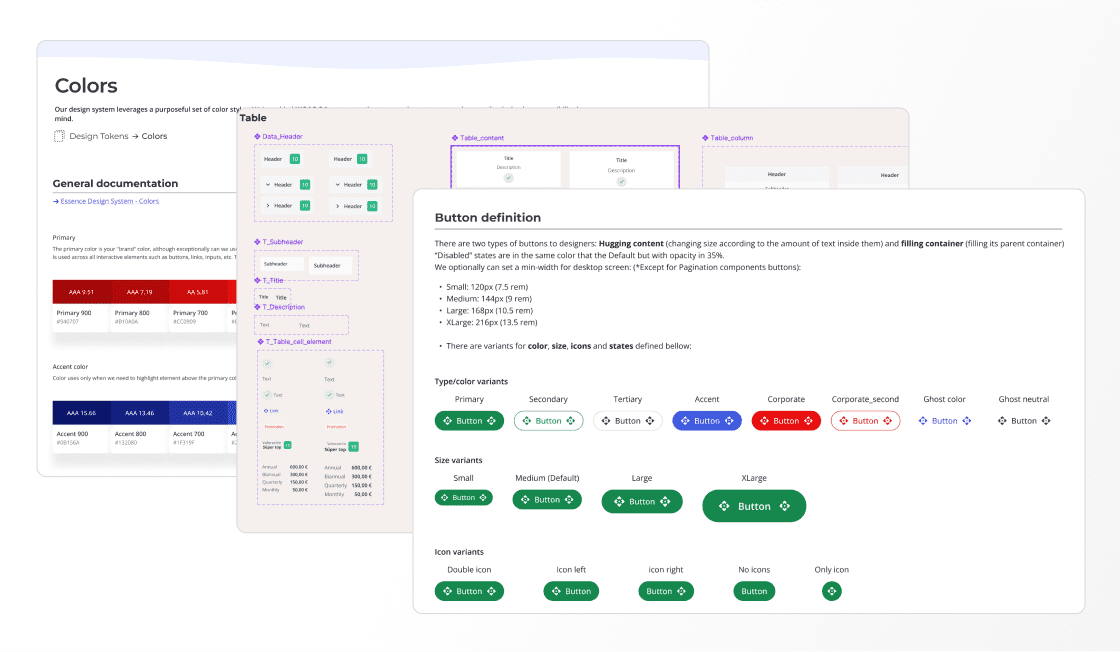 Colors
Our design system leverages a purposeful set of color
mind.
Design Tokens → Colors
General documentation
→ Essence Design System - Colors
Primary
The primary color is your "brand" color, although exceptionally can we
Is used across all interactive elements such as buttons, links, inputs, etc.
AAA 9.51
AAA 7.19
AA 5.81
Primary 900
Primary 800
Primary 700
#940707
#B10A0A
#CC0909
Accent color
Color uses only when we need to highlight element above the primary
AAA 15.66
AAA 13.46
AAA 10.42
Accent 900
Accent 800
Accent 700
#0B156A
#132080
#1F319F
Table
Data_Header
Header 10
Header 10
Header 10
Header 10
Header 10
Header 10
T_Subheader
Subheader
Subheader
T_Title
Title
Title
T_Description
Text
Text
T_Table_cell_element
Text
Text
Text
Text
Link
Link
Promotion
Promotion
Valorante
Súper top 10
Valorante
Súper top 10
Annual 600,00 €
Biannual 300,00 €
Quarterly 150,00 €
Monthly 50,00 €
Annual 600,00 €
Biannual 300,00 €
Quarterly 150,00 €
Monthly 50,00 €
Table_content
Title
Description
Title
Description
Table_column
Header
Header
Button definition
There are two types of buttons to designers: Hugging content (changing size according to the amount of text inside them) and filling container (filling its parent container)
"Disabled" states are in the same color that the Default but with opacity in 35%.
We optionally can set a min-width for desktop screen: (*Except for Pagination components buttons):
• Small: 120px (7.5 rem)
• Medium: 144px (9 rem)
• Large: 168px (10.5 rem)
• XLarge: 216px (13.5 rem)
• There are variants for color, size, icons and states defined bellow:
Type/color variants
Primary
Secondary
Tertiary
Accent
Corporate
Corporate_second
Ghost color
Ghost neutral
Button
Button
Button
Button
Button
Button
Button
Button
Size variants
Small
Medium (Default)
Large
XLarge
Button
Button
Button
Button
Icon variants
Double icon
Icon left
icon right
No icons
Only icon
Button
Button
Button
Button